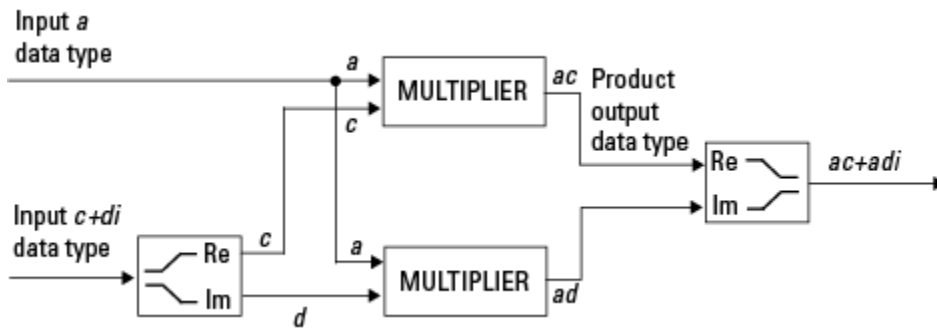 Input a
data type
a
MULTIPLIER
ac
Product
output
data type
c
Re
Im
ac+adi
Input c+di
data type
Re
Im
c
d
a
MULTIPLIER
ad